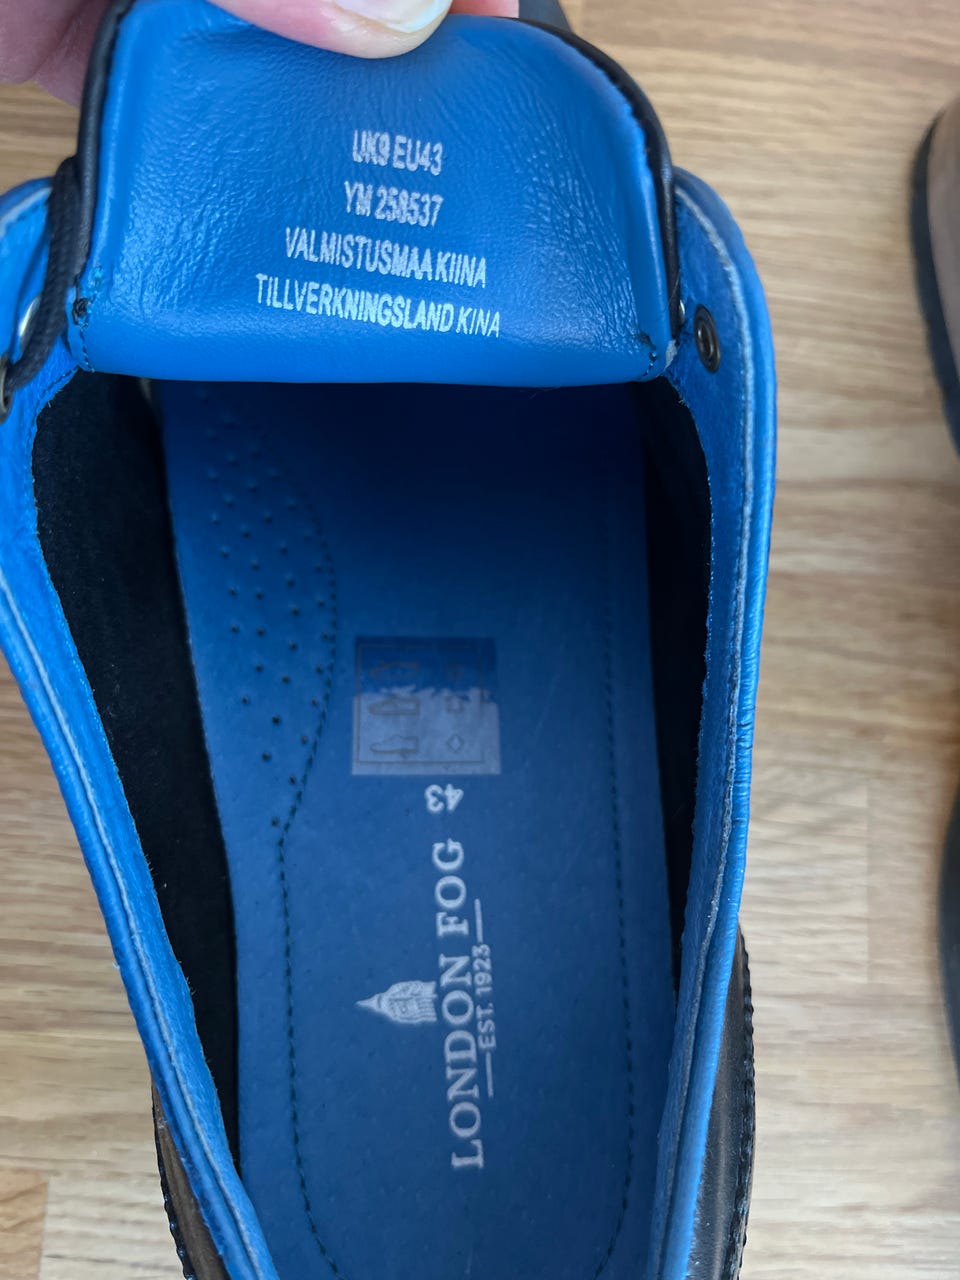 UK9 EU43
YM 258537
VALMISTUSMAA KIINA
TILLVERKNINGSLAND KINA
43
LONDON FOG
EST. 1923